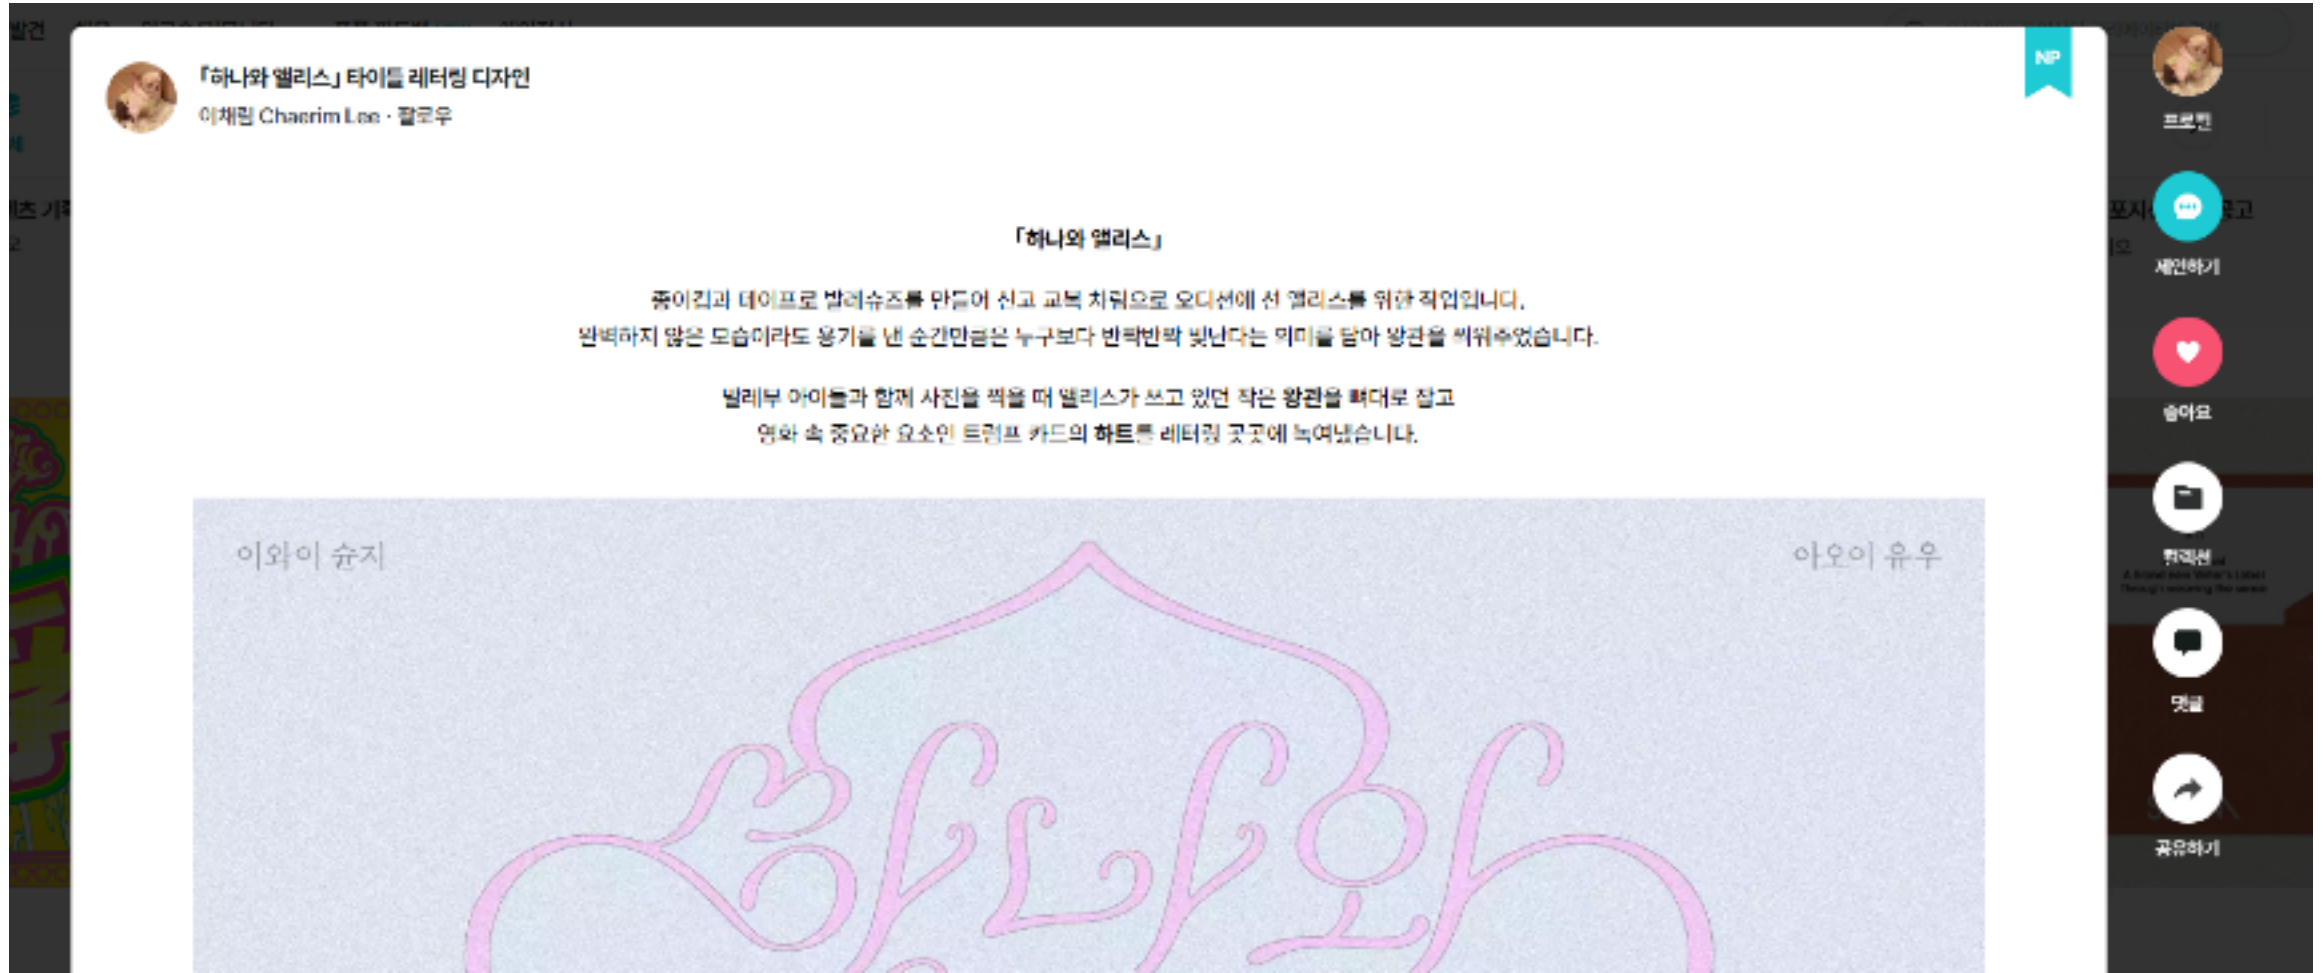 「하나와 앨리스」 타이틀 레터링 디자인
이채림 Chaerim Lee · 팔로우
NP
「하나와 앨리스」
종이컵과 테이프로 발레슈즈를 만들어 신고 교복 차림으로 오디션에 선 앨리스를 위한 작업입니다.
완벽하지 않은 모습이라도 용기를 낸 순간만큼은 누구보다 반짝반짝 빛난다는 의미를 담아 왕관을 씌워주었습니다.
발레부 아이들과 함께 사진을 찍을 때 앨리스가 쓰고 있던 작은 왕관을 뼈대로 잡고
영화 속 중요한 요소인 트럼프 카드의 하트를 레터링 곳곳에 녹여냈습니다.
이와이 슌지
아오이 유우
하나와
프로필
제안하기
좋아요
컬렉션
댓글
공유하기
발견